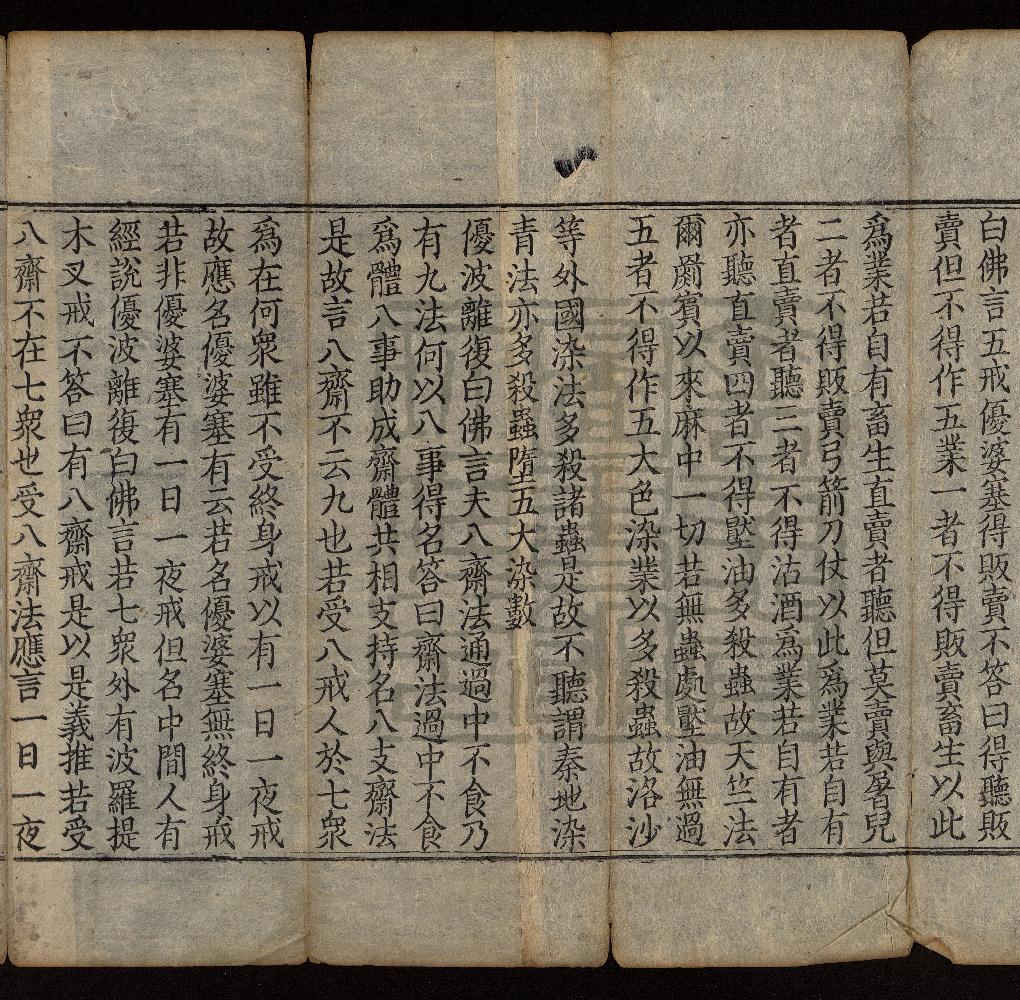 白佛言五戒優婆塞得販賣不答曰得聽販
賣但不得作五業一者不得販賣畜生以此
爲業若自有畜生直賣者聽但莫賣與屠兒
二者不得販賣弓箭刀仗以此爲業若自有
者直賣者聽三者不得沽酒爲業若自有者
亦聽直賣四者不得壓油多殺蟲故天竺法
爾罽賓以來麻中一切若無蟲處壓油無過
五者不得作五大色染業以多殺蟲故洛沙
等外國染法多殺諸蟲是故不聽謂秦地染
青法亦多殺蟲墮五大染數
優波離復白佛言夫八齋法通過中不食乃
有九法何以八事得名答曰齋法過中不食
爲體八事助成齋體共相支持名八支齋法
是故言八齋不云九也若受八戒人於七衆
爲在何衆雖不受終身戒以有一日一夜戒
故應名優婆塞有云若名優婆塞無終身戒
若非優婆塞有一日一夜戒但名中間人有
經說優波離復白佛言若七衆外有波羅提
木叉戒不答曰有八齋戒是以是義推若受
八齋不在七衆也受八齋法應言一日一夜